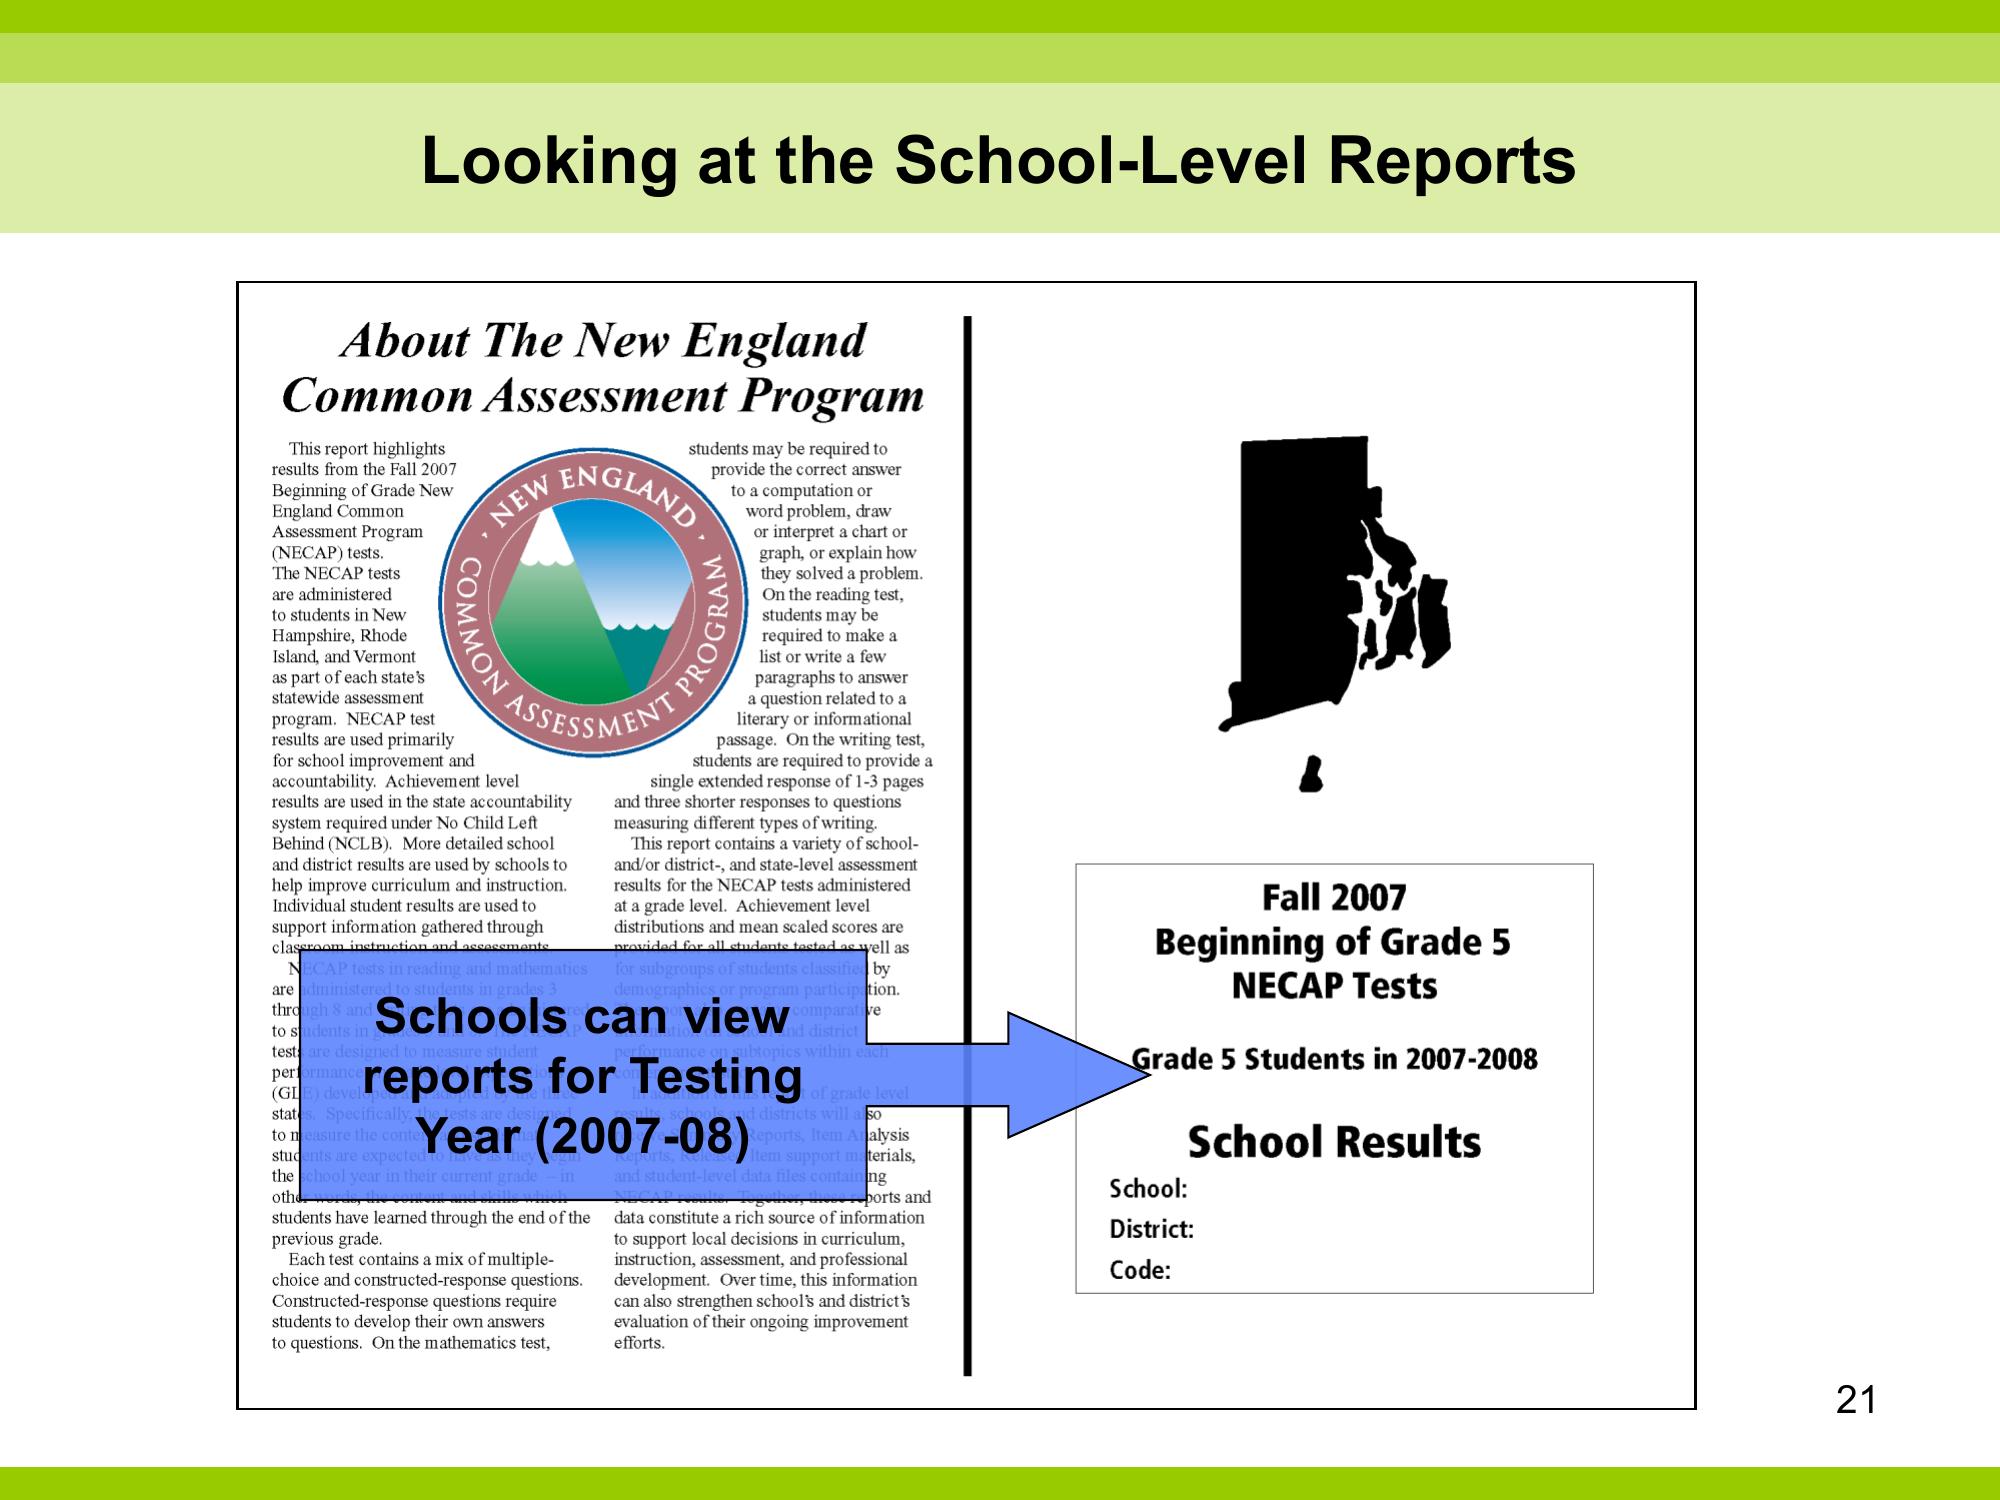 Looking at the School-Level Reports
About The New England
Common Assessment Program
This report highlights
results from the Fall 2007
Beginning of Grade New
England Common
Assessment Program
(NECAP) tests.
The NECAP tests
are administered
to students in New
Hampshire, Rhode
Island, and Vermont
as part of each state's
statewide assessment
program. NECAP test
results are used primarily
for school improvement and
accountability. Achievement level
results are used in the state accountability
system required under No Child Left
Behind (NCLB). More detailed school
and district results are used by schools to
help improve curriculum and instruction.
Individual student results are used to
support information gathered through
classroom instruction and assessments.
NECAP tests in reading and mathematics
are administered to students in grades 3
through 8 and
to students in
tests are designed to measure student
(GLE) developed and adopted by the three
states. Specifically, the tests are designed
to measure the content
students are expected to have as they begin
the school year in their current grade – in
other words, the content and skills which
students have learned through the end of the
previous grade.
Each test contains a mix of multiple-
choice and constructed-response questions.
Constructed-response questions require
students to develop their own answers
to questions. On the mathematics test,
NEW ENGLAND
COMMON ASSESSMENT PROGRAM
students may be required to
provide the correct answer
to a computation or
word problem, draw
or interpret a chart or
graph, or explain how
they solved a problem.
On the reading test,
students may be
required to make a
list or write a few
paragraphs to answer
a question related to a
literary or informational
passage. On the writing test,
students are required to provide a
single extended response of 1-3 pages
and three shorter responses to questions
measuring different types of writing.
This report contains a variety of school-
and/or district-, and state-level assessment
results for the NECAP tests administered
at a grade level. Achievement level
distributions and mean scaled scores are
provided for all students tested as well as
for subgroups of students classified by
demographics or program participation.
comparative
and district
performance on subtopics within each
In addition to this report of grade level
results, schools and districts will also
Reports, Item Analysis
Reports, Released Item support materials,
and student-level data files containing
NECAP results. Together, these reports and
data constitute a rich source of information
to support local decisions in curriculum,
instruction, assessment, and professional
development. Over time, this information
can also strengthen school's and district's
evaluation of their ongoing improvement
efforts.
Schools can view
reports for Testing
Year (2007-08)
Fall 2007
Beginning of Grade 5
NECAP Tests
Grade 5 Students in 2007-2008
School Results
School:
District:
Code:
21